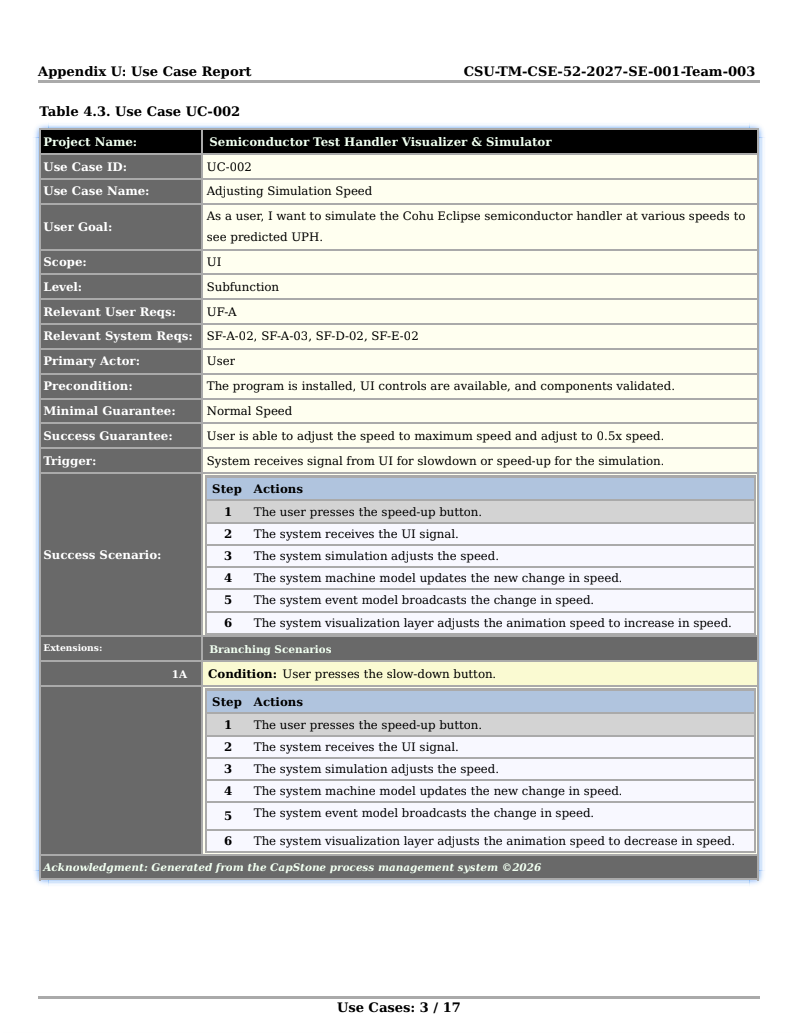 Appendix U: Use Case Report CSU-TM-CSE-52-2027-SE-001-Team-003
Table 4.3. Use Case UC-002
Project Name: Semiconductor Test Handler Visualizer & Simulator
Use Case ID: UC-002
Use Case Name: Adjusting Simulation Speed
User Goal: As a user, I want to simulate the Cohu Eclipse semiconductor handler at various speeds to
see predicted UPH.
Scope: UI
Level: Subfunction
Relevant User Reqs: UF-A
Relevant System Reqs: SF-A-02, SF-A-03, SF-D-02, SF-E-02
Primary Actor: User
Precondition: The program is installed, UI controls are available, and components validated.
Minimal Guarantee: Normal Speed
Success Guarantee: User is able to adjust the speed to maximum speed and adjust to 0.5x speed.
Trigger: System receives signal from UI for slowdown or speed-up for the simulation.
Success Scenario:
Step Actions
1 The user presses the speed-up button.
2 The system receives the UI signal.
3 The system simulation adjusts the speed.
4 The system machine model updates the new change in speed.
5 The system event model broadcasts the change in speed.
6 The system visualization layer adjusts the animation speed to increase in speed.
Extensions: Branching Scenarios
1A Condition: User presses the slow-down button.
Step Actions
1 The user presses the speed-up button.
2 The system receives the UI signal.
3 The system simulation adjusts the speed.
4 The system machine model updates the new change in speed.
5 The system event model broadcasts the change in speed.
6 The system visualization layer adjusts the animation speed to decrease in speed.
Acknowledgment: Generated from the CapStone process management system ©2026
Use Cases: 3 / 17